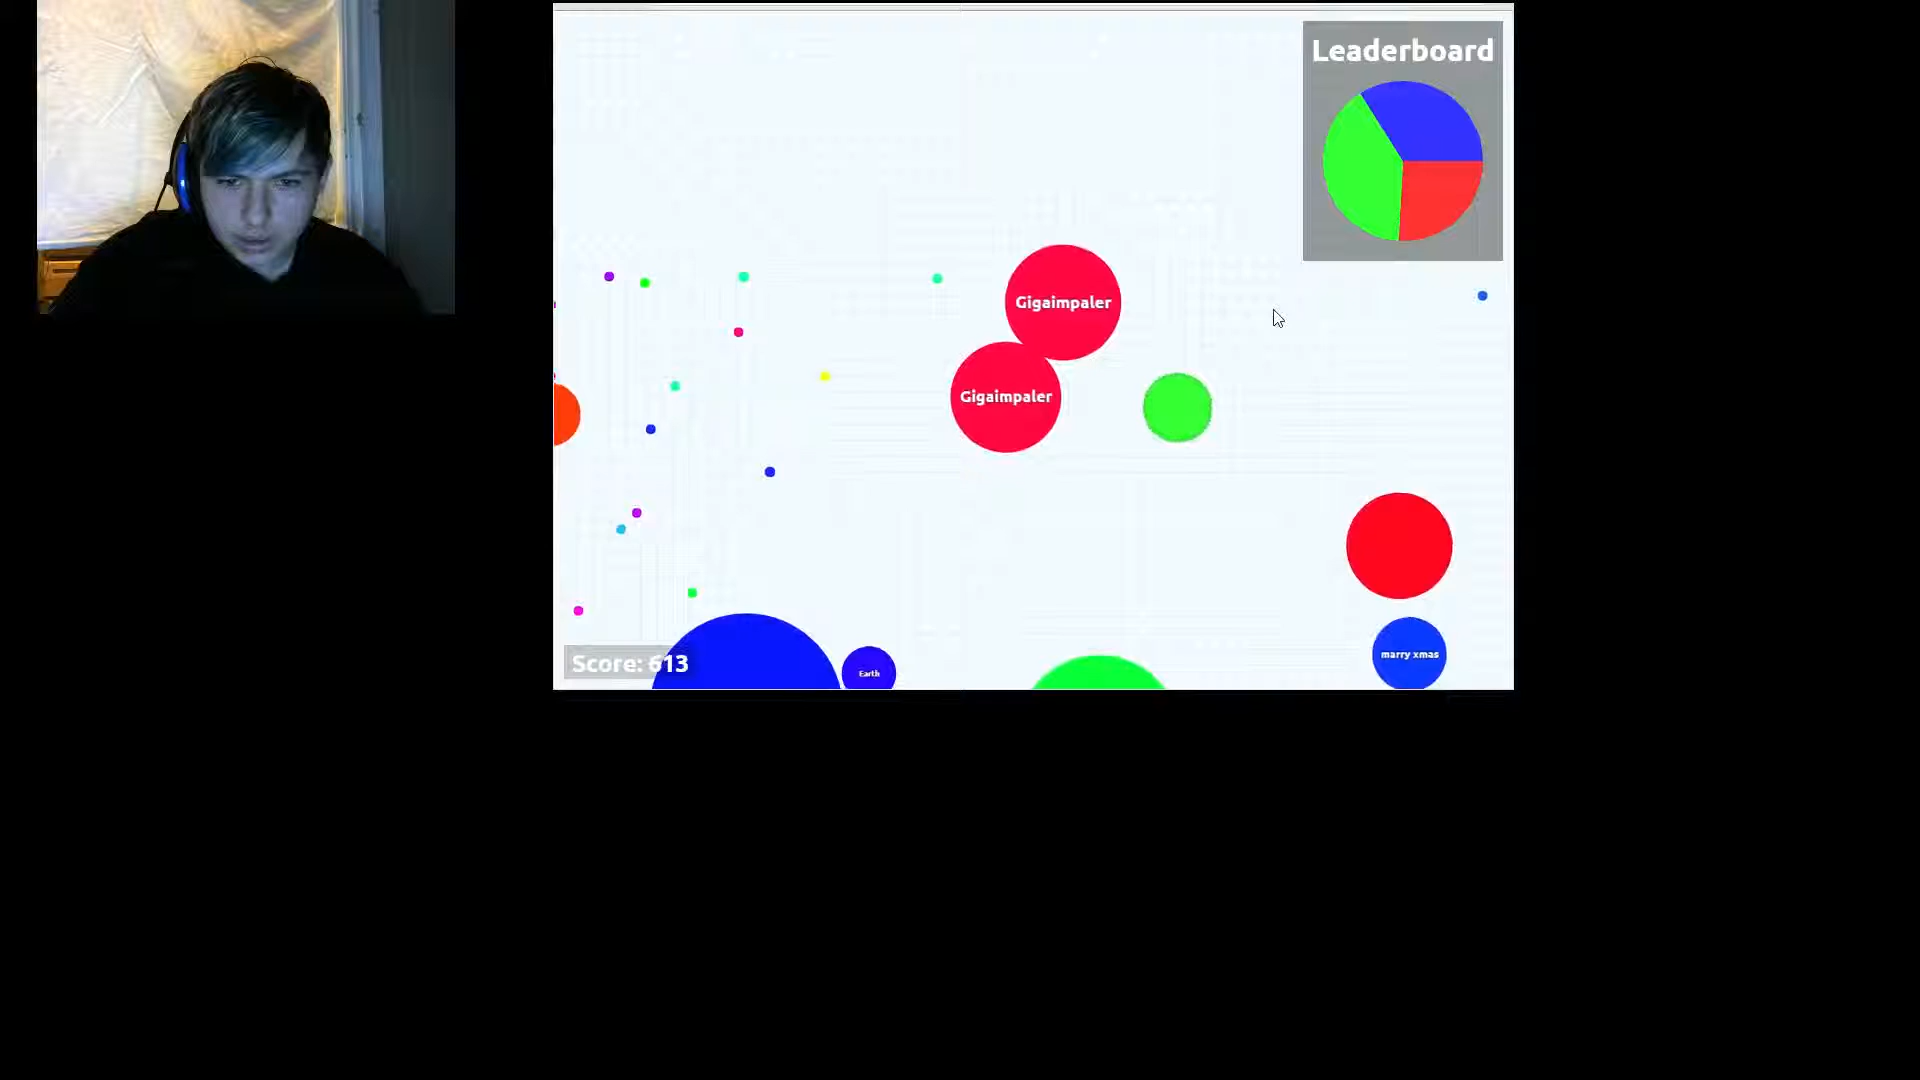 Leaderboard
Gigaimpaler
Gigaimpaler
marry xmas
Score: 613
Earth